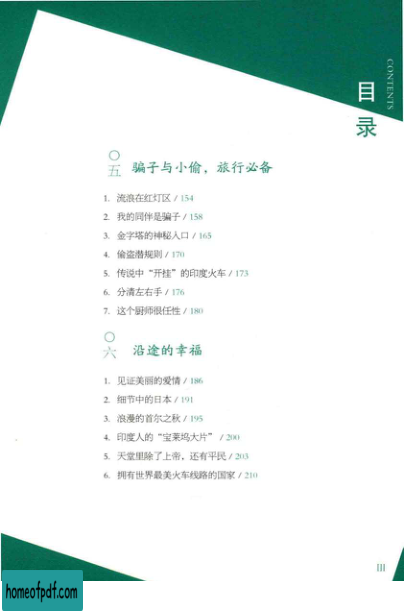 CONTENTS
目
录
〇
五 骗子与小偷，旅行必备
1. 流浪在红灯区 / 154
2. 我的同伴是骗子 / 158
3. 金字塔的神秘入口 / 165
4. 偷盗潜规则 / 170
5. 传说中“开挂”的印度火车 / 173
6. 分清左右手 / 176
7. 这个厨师很任性 / 180
〇
六 沿途的幸福
1. 见证美丽的爱情 / 186
2. 细节中的日本 / 191
3. 浪漫的首尔之秋 / 195
4. 印度人的“宝莱坞大片” / 200
5. 天堂里除了上帝，还有平民 / 203
6. 拥有世界最美火车线路的国家 / 210
III
homeofpdf.com